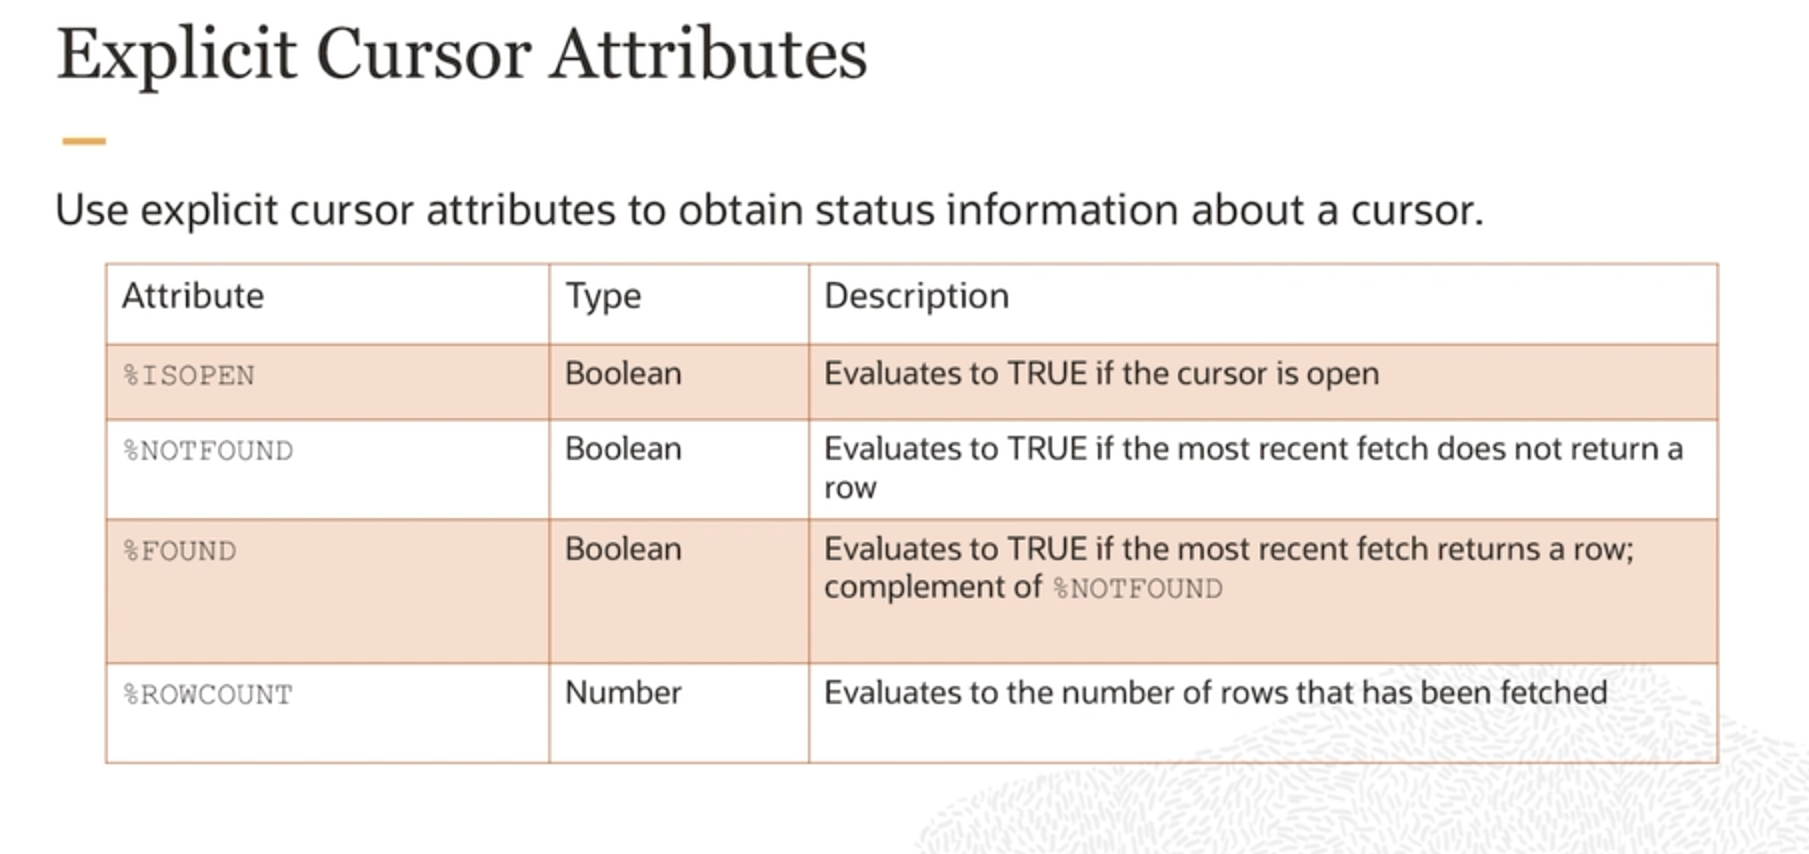 Explicit Cursor Attributes
Use explicit cursor attributes to obtain status information about a cursor.
Attribute Type Description
%ISOPEN Boolean Evaluates to TRUE if the cursor is open
%NOTFOUND Boolean Evaluates to TRUE if the most recent fetch does not return a
row
%FOUND Boolean Evaluates to TRUE if the most recent fetch returns a row;
complement of %NOTFOUND
%ROWCOUNT Number Evaluates to the number of rows that has been fetched